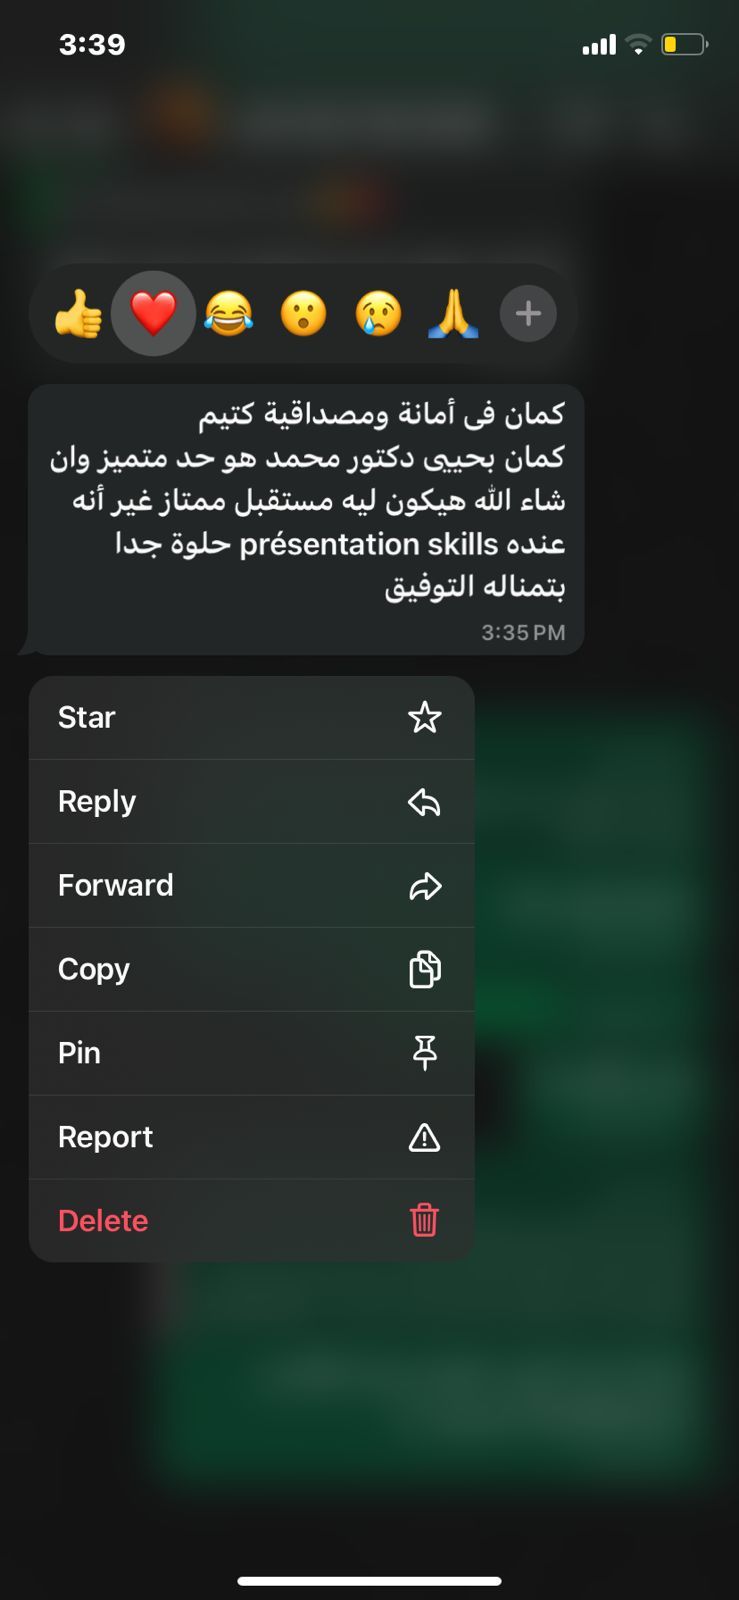 3:39
كمان فى أمانة ومصداقية كتيم
كمان بحييى دكتور محمد هو حد متميز وان
شاء الله هيكون ليه مستقبل ممتاز غير أنه
عنده présentation skills حلوة جدا
بتمناله التوفيق
3:35 PM
Star
Reply
Forward
Copy
Pin
Report
Delete